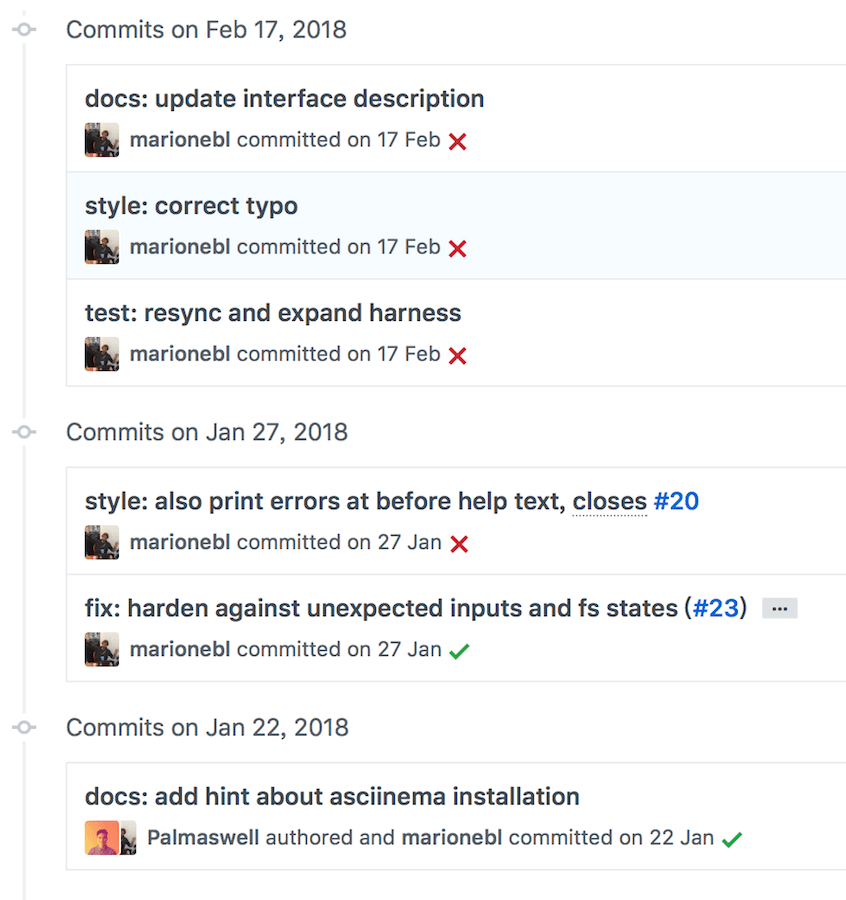 Commits on Feb 17, 2018
docs: update interface description
marionebl committed on 17 Feb
style: correct typo
marionebl committed on 17 Feb
test: resync and expand harness
marionebl committed on 17 Feb
Commits on Jan 27, 2018
style: also print errors at before help text, closes #20
marionebl committed on 27 Jan
fix: harden against unexpected inputs and fs states (#23) ...
marionebl committed on 27 Jan
Commits on Jan 22, 2018
docs: add hint about asciinema installation
Palmaswell authored and marionebl committed on 22 Jan